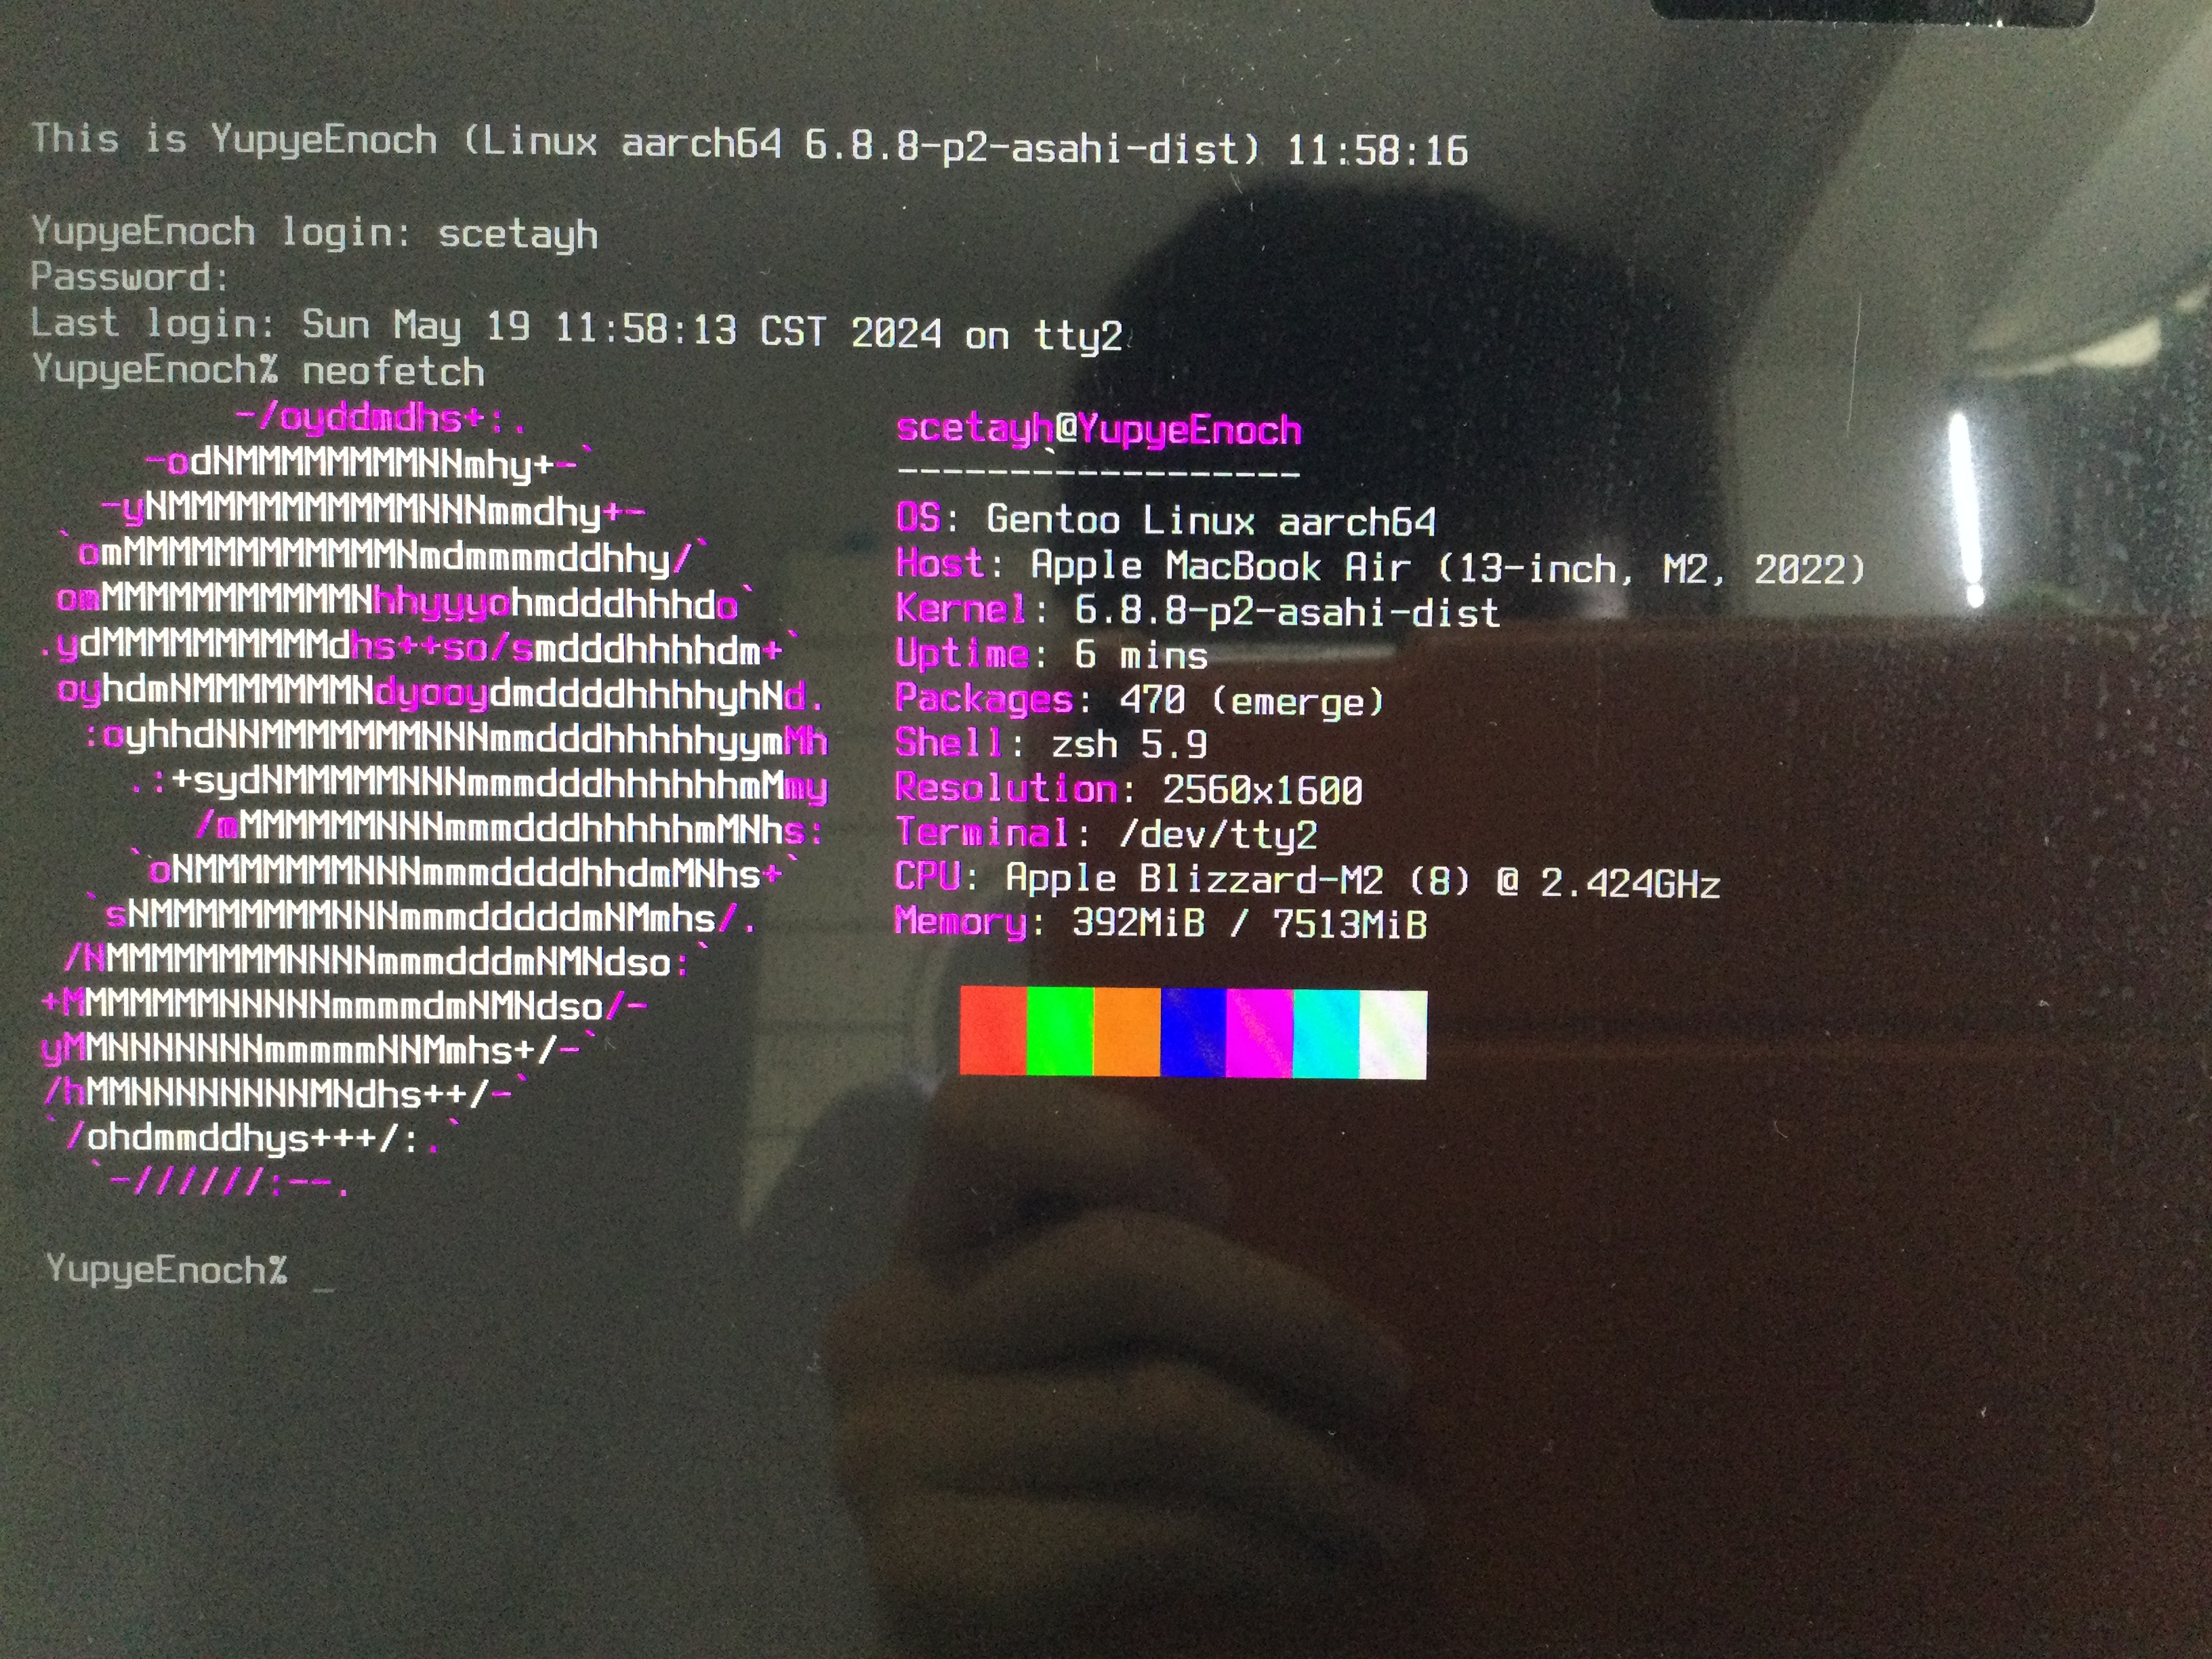 This is YupyeEnoch (Linux aarch64 6.8.8-p2-asahi-dist) 11:58:16
YupyeEnoch login: scetayh
Password:
Last login: Sun May 19 11:58:13 CST 2024 on tty2
YupyeEnoch% neofetch
-/oyddmdhs+:.
scetayh@YupyeEnoch
-odNMMMMMMMMNNmhy+-`
------------------
-yNMMMMMMMMMMMNNNmmdhy+-
OS: Gentoo Linux aarch64
`omMMMMMMMMMMMMNmdmmmmddhhy/`
Host: Apple MacBook Air (13-inch, M2, 2022)
omMMMMMMMMMMMNhhyyyohmdddhhhdo`
Kernel: 6.8.8-p2-asahi-dist
.ydMMMMMMMMMMdhs++so/smdddhhhhdm+`
Uptime: 6 mins
oyhdmNMMMMMMMNdyooydmddddhhhhyhNd.
Packages: 470 (emerge)
:oyhhdNNMMMMMMMNNNmmdddhhhhhyymMh
Shell: zsh 5.9
.:+sydNMMMMMNNNmmmdddhhhhhhmMmy
Resolution: 2560x1600
/mMMMMMMNNNmmmdddhhhhhmMNhs:
Terminal: /dev/tty2
`oNMMMMMMMNNNmmmddddhhdmMNhs+`
CPU: Apple Blizzard-M2 (8) @ 2.424GHz
`sNMMMMMMMMNNNmmmdddddmNMmhs/.
Memory: 392MiB / 7513MiB
/NMMMMMMMMNNNNmmmdddmNMNdso:`
+MMMMMMMNNNNNmmmmdmNMNdso/-
yMMNNNNNNNmmmmmNNMmhs+/-`
/hMMNNNNNNNNMNdhs++/-`
`/ohdmmddhys+++/:.`
`-//////:--.
YupyeEnoch% _